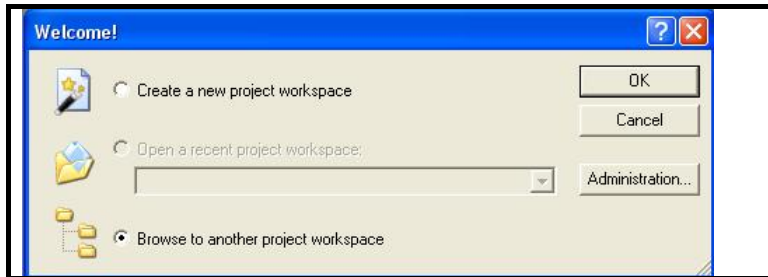 Welcome!
Create a new project workspace
OK
Cancel
Open a recent project workspace:
Administration...
Browse to another project workspace